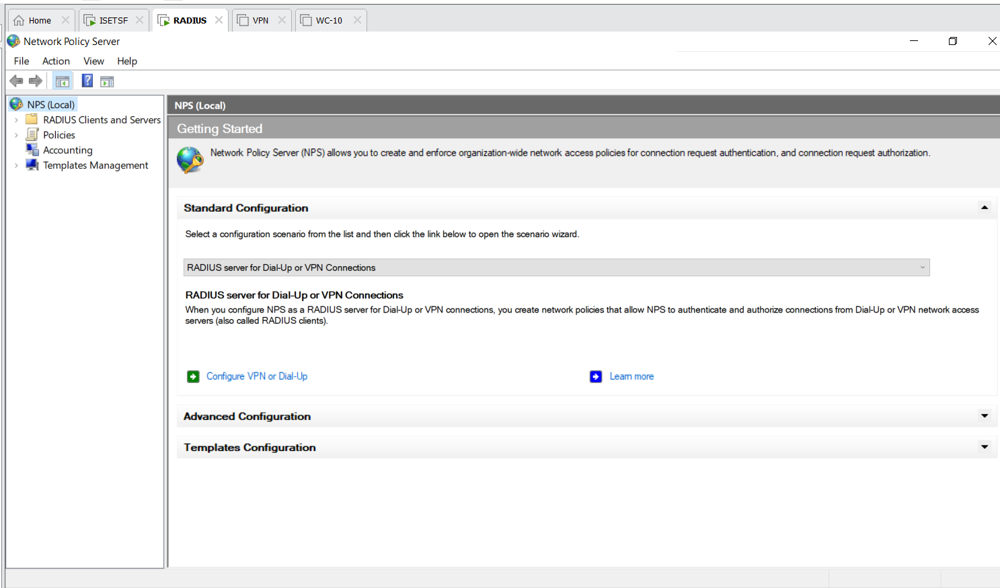 Home
ISETSF
RADIUS
VPN
WC-10
Network Policy Server
File Action View Help
NPS (Local)
RADIUS Clients and Servers
Policies
Accounting
Templates Management
NPS (Local)
Getting Started
Network Policy Server (NPS) allows you to create and enforce organization-wide network access policies for connection request authentication, and connection request authorization.
Standard Configuration
Select a configuration scenario from the list and then click the link below to open the scenario wizard.
RADIUS server for Dial-Up or VPN Connections
RADIUS server for Dial-Up or VPN Connections
When you configure NPS as a RADIUS server for Dial-Up or VPN connections, you create network policies that allow NPS to authenticate and authorize connections from Dial-Up or VPN network access
servers (also called RADIUS clients).
Configure VPN or Dial-Up
Learn more
Advanced Configuration
Templates Configuration